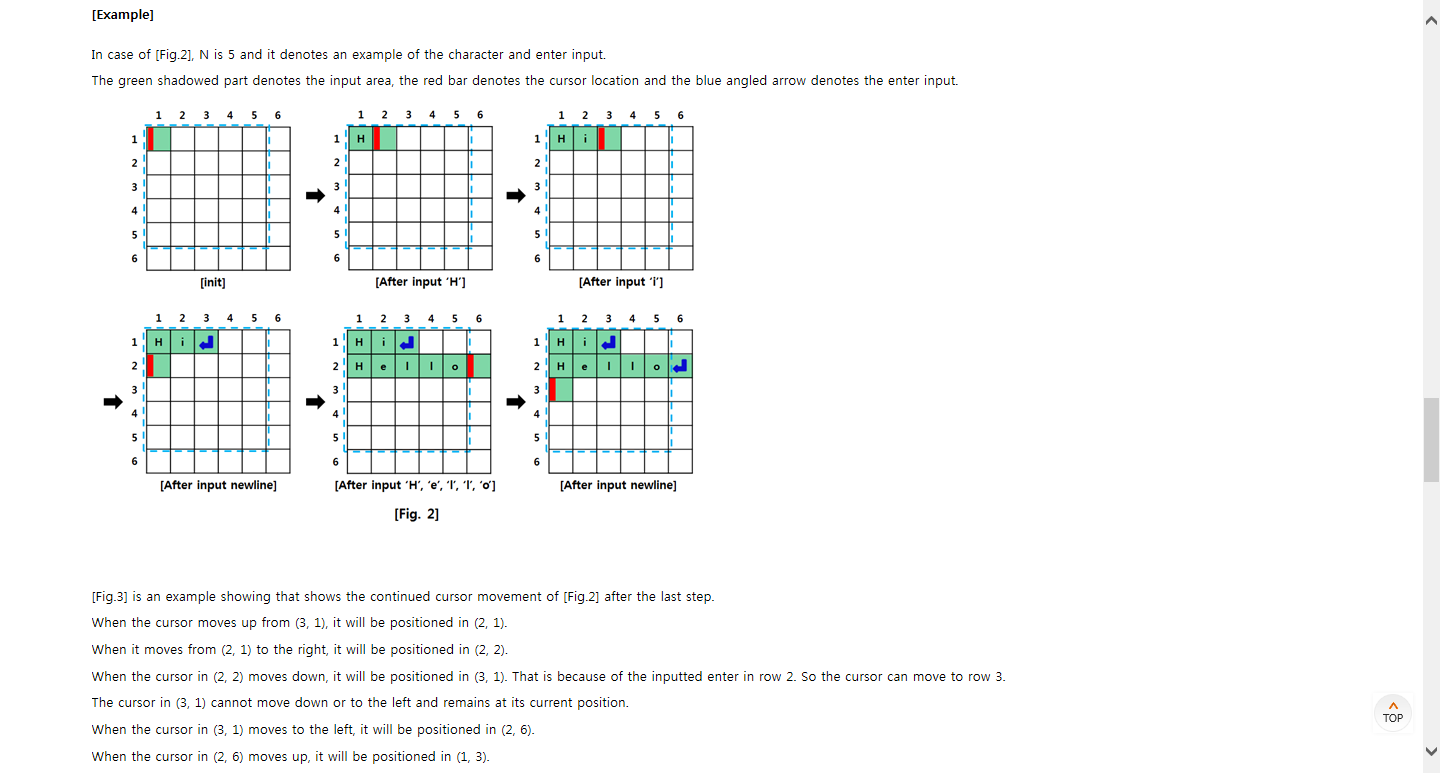 [Example]
In case of [Fig.2], N is 5 and it denotes an example of the character and enter input.
The green shadowed part denotes the input area, the red bar denotes the cursor location and the blue angled arrow denotes the enter input.
1 2 3 4 5 6
1
2
3
4
5
6
[init]
1 2 3 4 5 6
1 H
2
3
4
5
6
[After input ‘H’]
1 2 3 4 5 6
1 H i
2
3
4
5
6
[After input ‘i’]
1 2 3 4 5 6
1 H i
2
3
4
5
6
[After input newline]
1 2 3 4 5 6
1 H i
2 H e l l o
3
4
5
6
[After input ‘H’, ‘e’, ‘l’, ‘l’, ‘o’]
1 2 3 4 5 6
1 H i
2 H e l l o
3
4
5
6
[After input newline]
[Fig. 2]
[Fig.3] is an example showing that shows the continued cursor movement of [Fig.2] after the last step.
When the cursor moves up from (3, 1), it will be positioned in (2, 1).
When it moves from (2, 1) to the right, it will be positioned in (2, 2).
When the cursor in (2, 2) moves down, it will be positioned in (3, 1). That is because of the inputted enter in row 2. So the cursor can move to row 3.
The cursor in (3, 1) cannot move down or to the left and remains at its current position.
When the cursor in (3, 1) moves to the left, it will be positioned in (2, 6).
When the cursor in (2, 6) moves up, it will be positioned in (1, 3).
TOP